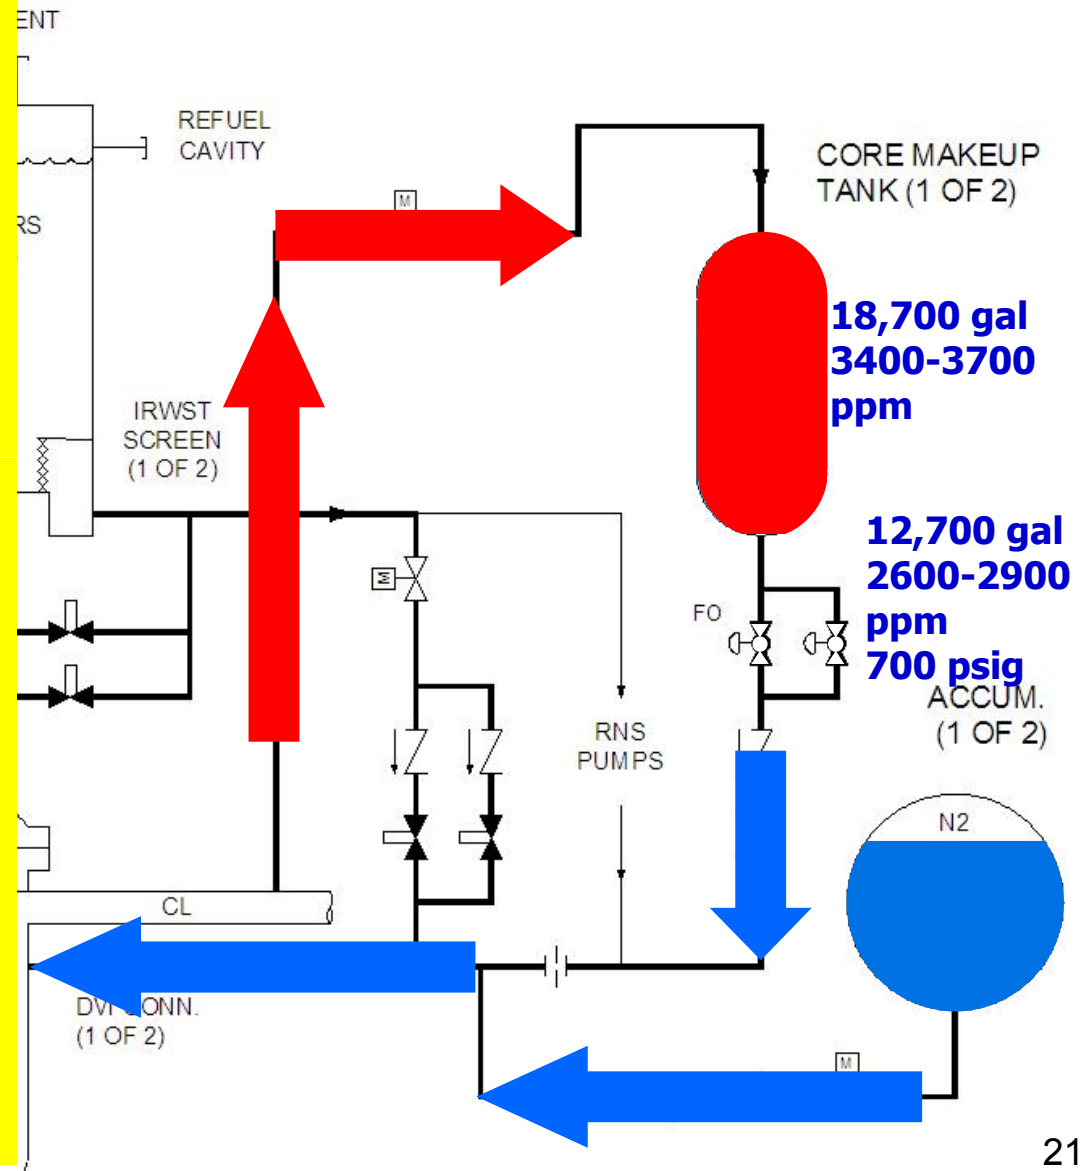 ENT
REFUEL
CAVITY
CORE MAKEUP
TANK (1 OF 2)
M
RS
18,700 gal
3400-3700
ppm
IRWST
SCREEN
(1 OF 2)
12,700 gal
2600-2900
ppm
700 psig
M
FO
ACCUM.
(1 OF 2)
RNS
PUMPS
N2
CL
(1 OF 2)
M
21